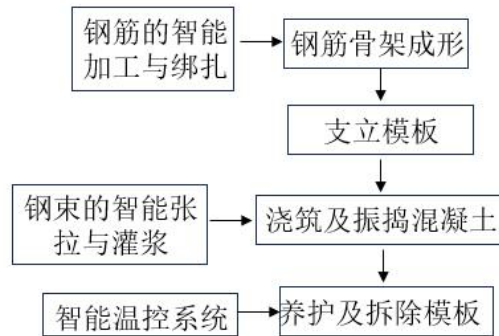 钢筋的智能
加工与绑扎
钢筋骨架成形
支立模板
钢束的智能张
拉与灌浆
浇筑及振捣混凝土
智能温控系统
养护及拆除模板